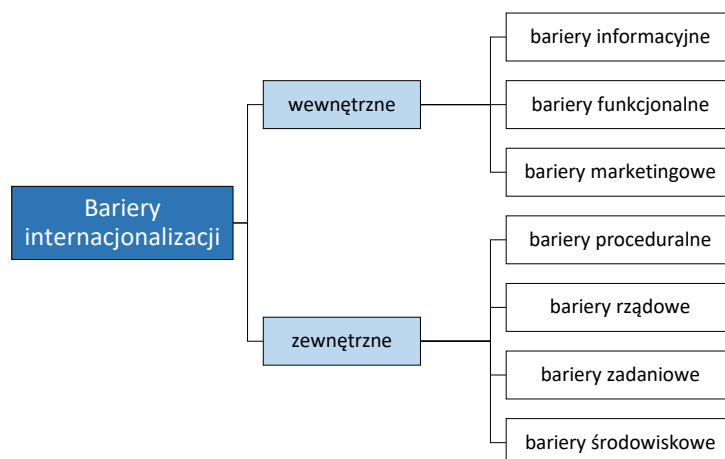 Bariery
internacjonalizacji
wewnętrzne
bariery informacyjne
bariery funkcjonalne
bariery marketingowe
zewnętrzne
bariery proceduralne
bariery rządowe
bariery zadaniowe
bariery środowiskowe